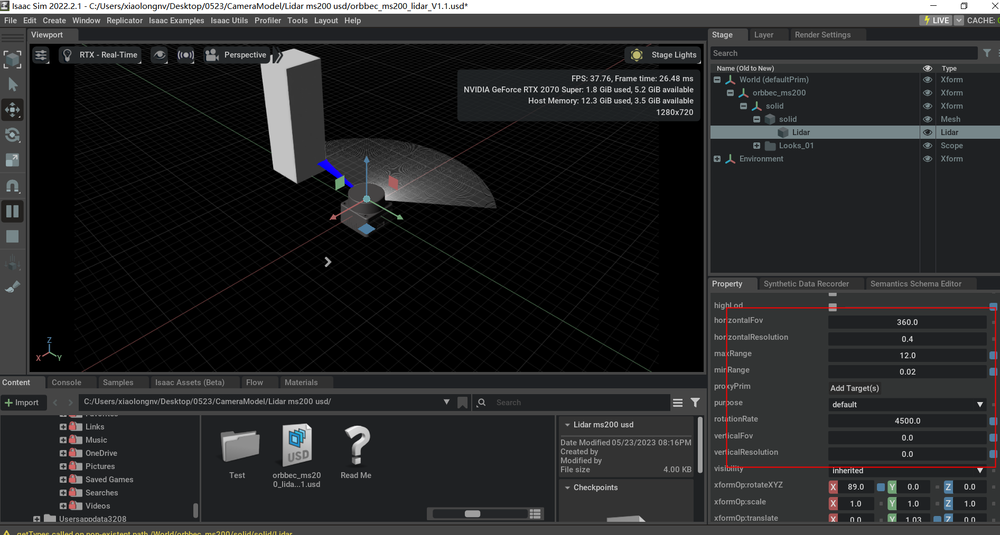 Isaac Sim 2022.2.1 - C:/Users/xiaolongnv/Desktop/0523/CameraModel/Lidar ms200 usd/orbbec_ms200_lidar_V1.1.usd*
File Edit Create Window Replicator Isaac Examples Isaac Utils Profiler Tools Layout Help
LIVE CACHE:
Viewport
RTX - Real-Time
Perspective
Stage Lights
FPS: 37.76, Frame time: 26.48 ms
NVIDIA GeForce RTX 2070 Super: 1.8 GiB used, 5.2 GiB available
Host Memory: 12.3 GiB used, 3.5 GiB available
1280x720
Z
X
Y
Stage Layer Render Settings
Search
Name (Old to New) Type
World (defaultPrim) Xform
orbbec_ms200 Xform
solid Xform
solid Mesh
Lidar Lidar
Looks_01 Scope
Environment Xform
Property Synthetic Data Recorder Semantics Schema Editor
highLod
horizontalFov 360.0
horizontalResolution 0.4
maxRange 12.0
minRange 0.02
proxyPrim Add Target(s)
purpose default
rotationRate 4500.0
verticalFov 0.0
verticalResolution 0.0
visibility inherited
xformOp:rotateXYZ X 89.0 Y 0.0 Z 0.0
xformOp:scale X 1.0 Y 1.0 Z 1.0
xformOp:translate X 0.0 Y 1.03 Z 0.0
Content Console Samples Isaac Assets (Beta) Flow Materials
Import
C:/Users/xiaolongnv/Desktop/0523/CameraModel/Lidar ms200 usd/
Search
Favorites
Links
Music
OneDrive
Pictures
Saved Games
Searches
Videos
Usersappdata3208
USD
Test
orbbec_ms20
0_lida...1.usd
Read Me
Lidar ms200 usd
Date Modified 05/23/2023 08:16PM
Created by
Modified by
File size 4.00 KB
Checkpoints
getTypes called on non-existent path /World/orbbec_ms200/solid/solid/Lidar